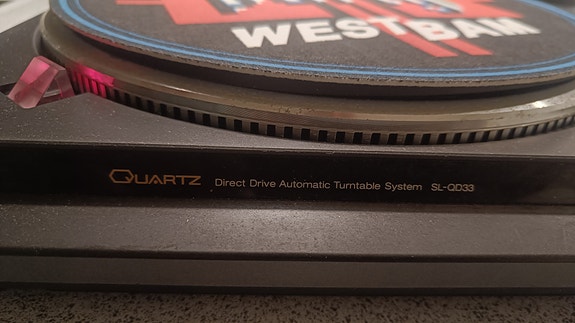 WESTBAM
QUARTZ Direct Drive Automatic Turntable System SL-QD33